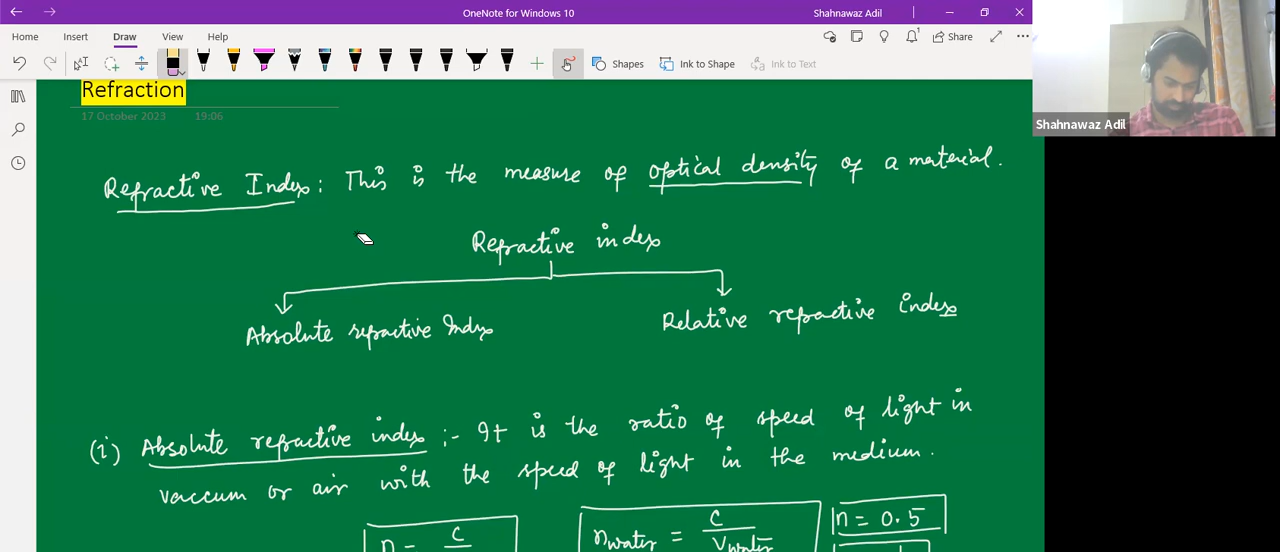 OneNote for Windows 10
Shahnawaz Adil
Home Insert Draw View Help
Share
Shapes Ink to Shape Ink to Text
Refraction
17 October 2023 19:06
Shahnawaz Adil
Refractive Index: This is the measure of optical density of a material.
Refractive index
Absolute refractive Index
Relative refractive index
(i) Absolute refractive index :- It is the ratio of speed of light in
vaccum or air with the speed of light in the medium.
n = c
n water = c / v water
n = 0.5